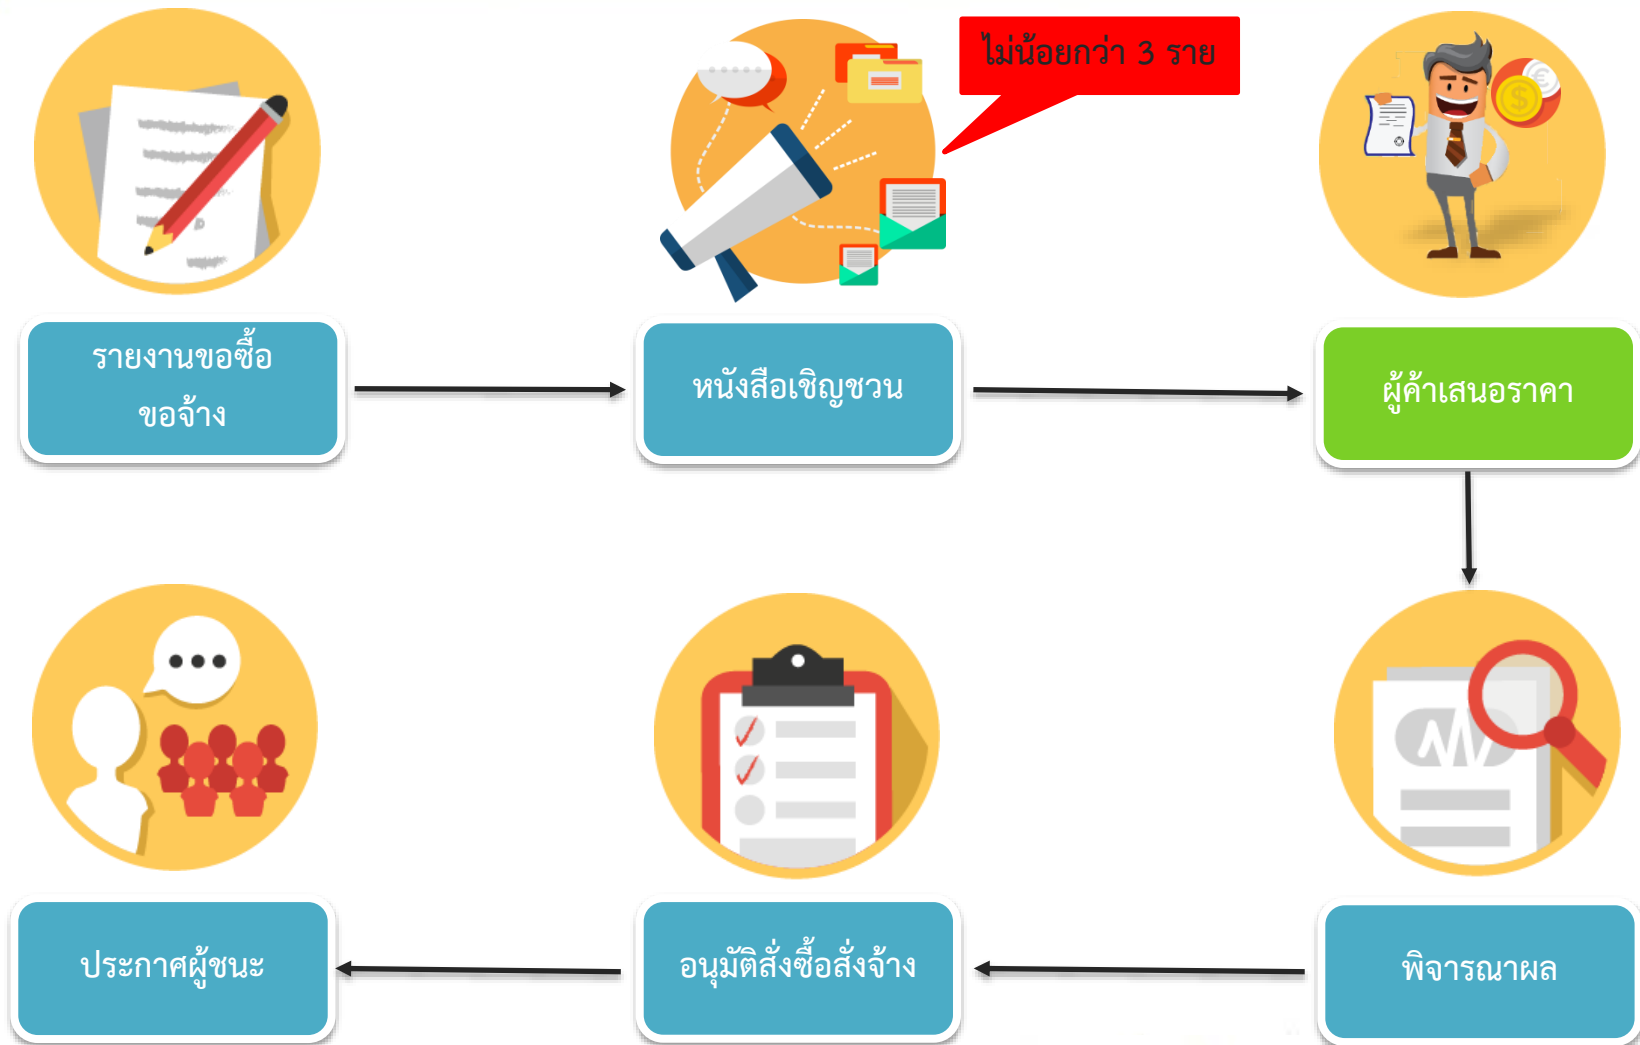 ไม่น้อยกว่า 3 ราย
รายงานขอซื้อ
ขอจ้าง
หนังสือเชิญชวน
ผู้ค้าเสนอราคา
ประกาศผู้ชนะ
อนุมัติสั่งซื้อสั่งจ้าง
พิจารณาผล